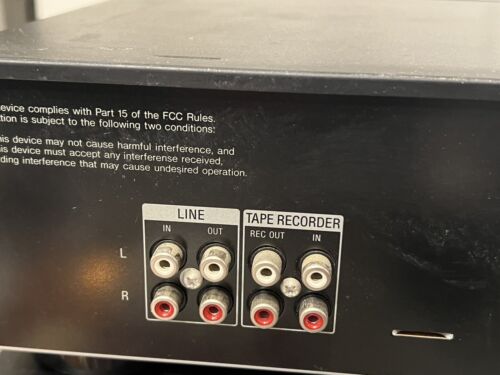 evice complies with Part 15 of the FCC Rules.
tion is subject to the following two conditions:
his device may not cause harmful interference, and
is device must accept any interferense received,
ding interference that may cause undesired operation.
LINE
TAPE RECORDER
IN
OUT
REC OUT
IN
L
R